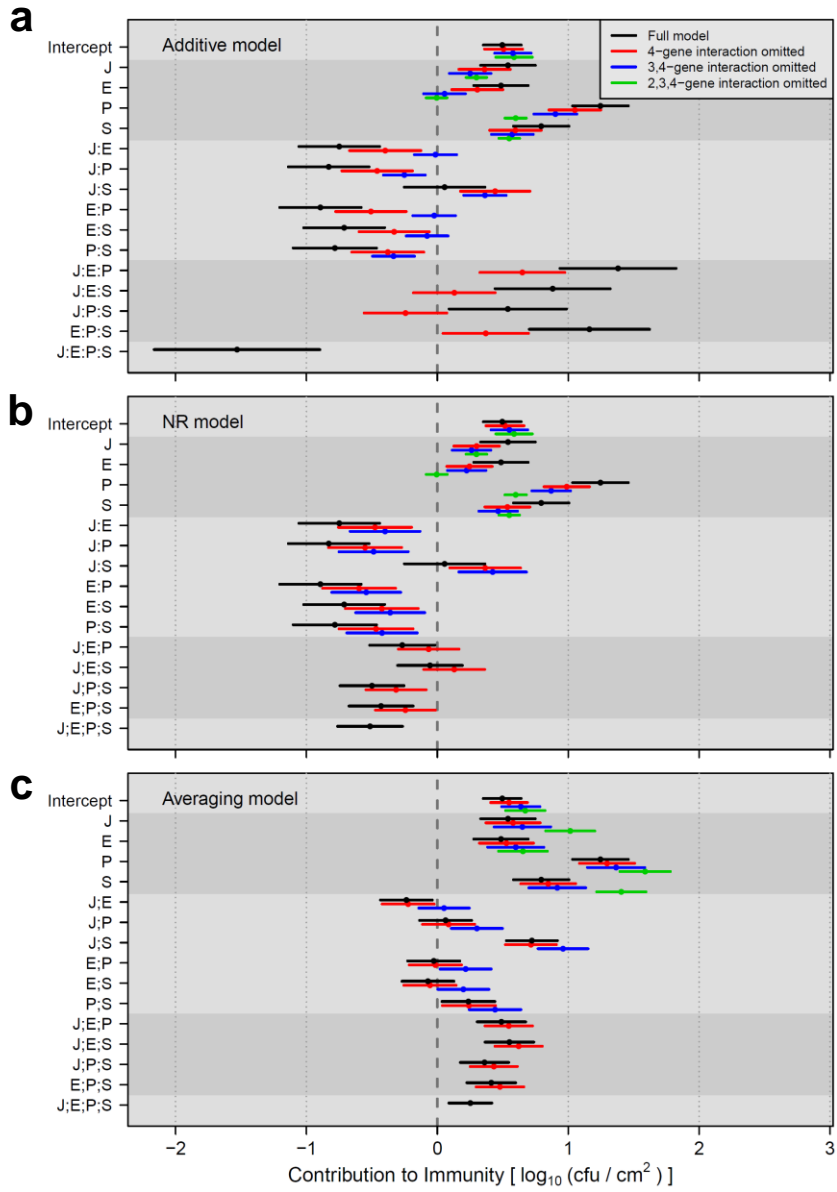 a
Additive model
Full model
4−gene interaction omitted
3,4−gene interaction omitted
2,3,4−gene interaction omitted
Intercept
J
E
P
S
J:E
J:P
J:S
E:P
E:S
P:S
J:E:P
J:E:S
J:P:S
E:P:S
J:E:P:S
b
NR model
Intercept
J
E
P
S
J:E
J:P
J:S
E:P
E:S
P:S
J;E;P
J;E;S
J;P;S
E;P;S
J;E;P;S
c
Averaging model
Intercept
J
E
P
S
J;E
J;P
J;S
E;P
E;S
P;S
J;E;P
J;E;S
J;P;S
E;P;S
J;E;P;S
−2 −1 0 1 2 3
Contribution to Immunity [ log10 (cfu / cm2 ) ]